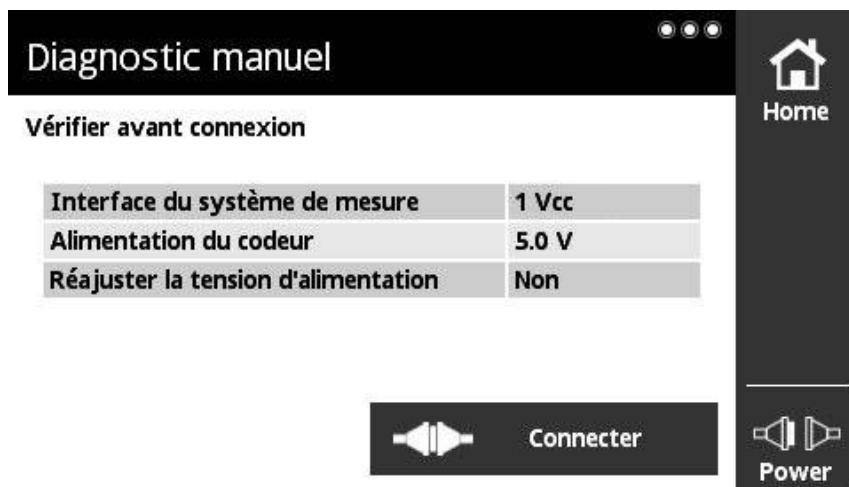 Diagnostic manuel
Home
Vérifier avant connexion
Interface du système de mesure 1 Vcc
Alimentation du codeur 5.0 V
Réajuster la tension d'alimentation Non
Connecter
Power